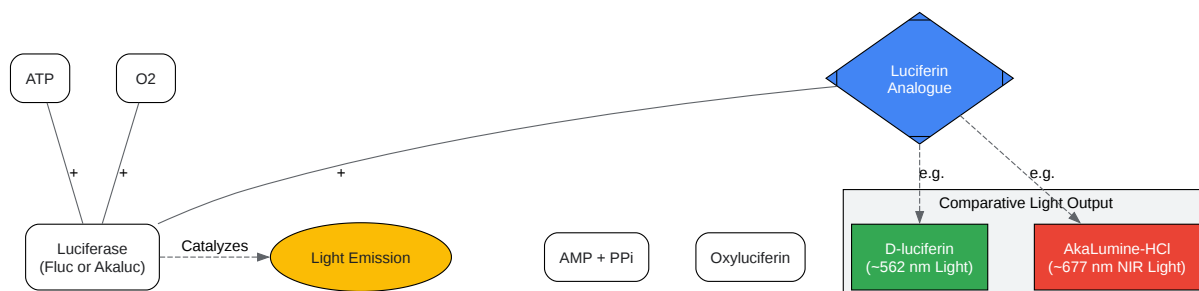 ATP
O2
Luciferin
Analogue
+
+
+
e.g.
e.g.
Comparative Light Output
Luciferase
(Fluc or Akaluc)
Catalyzes
Light Emission
AMP + PPi
Oxyluciferin
D-luciferin
(~562 nm Light)
AkaLumine-HCl
(~677 nm NIR Light)